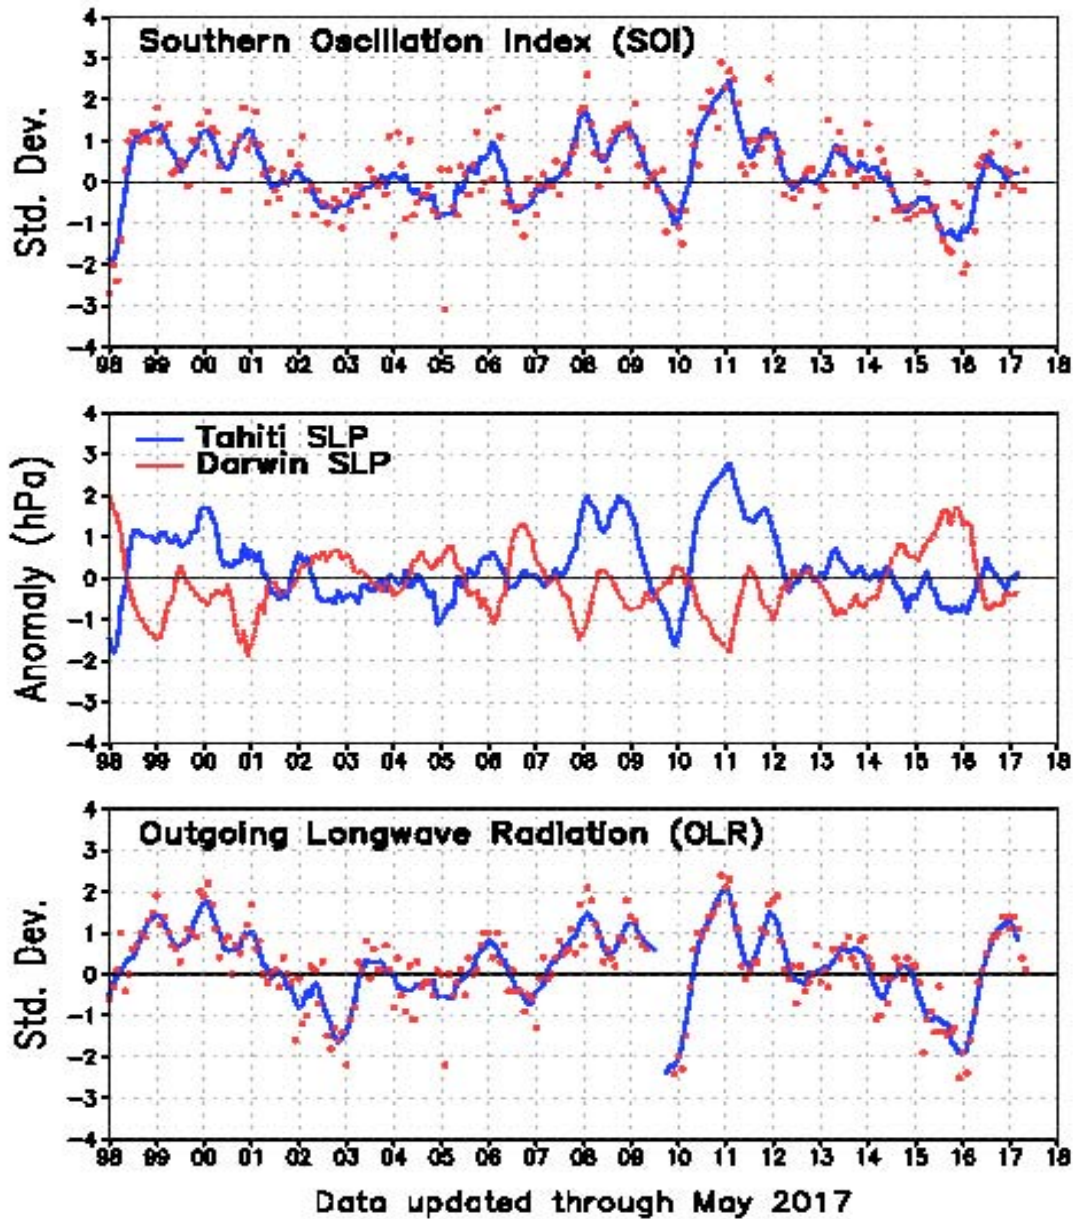 Southern Oscillation Index (SOI)
Std. Dev.
4
3
2
1
0
-1
-2
-3
-4
98 99 00 01 02 03 04 05 06 07 08 09 10 11 12 13 14 15 16 17 18
Tahiti SLP
Darwin SLP
Anomaly (hPa)
4
3
2
1
0
-1
-2
-3
-4
98 99 00 01 02 03 04 05 06 07 08 09 10 11 12 13 14 15 16 17 18
Outgoing Longwave Radiation (OLR)
Std. Dev.
4
3
2
1
0
-1
-2
-3
-4
98 99 00 01 02 03 04 05 06 07 08 09 10 11 12 13 14 15 16 17 18
Data updated through May 2017